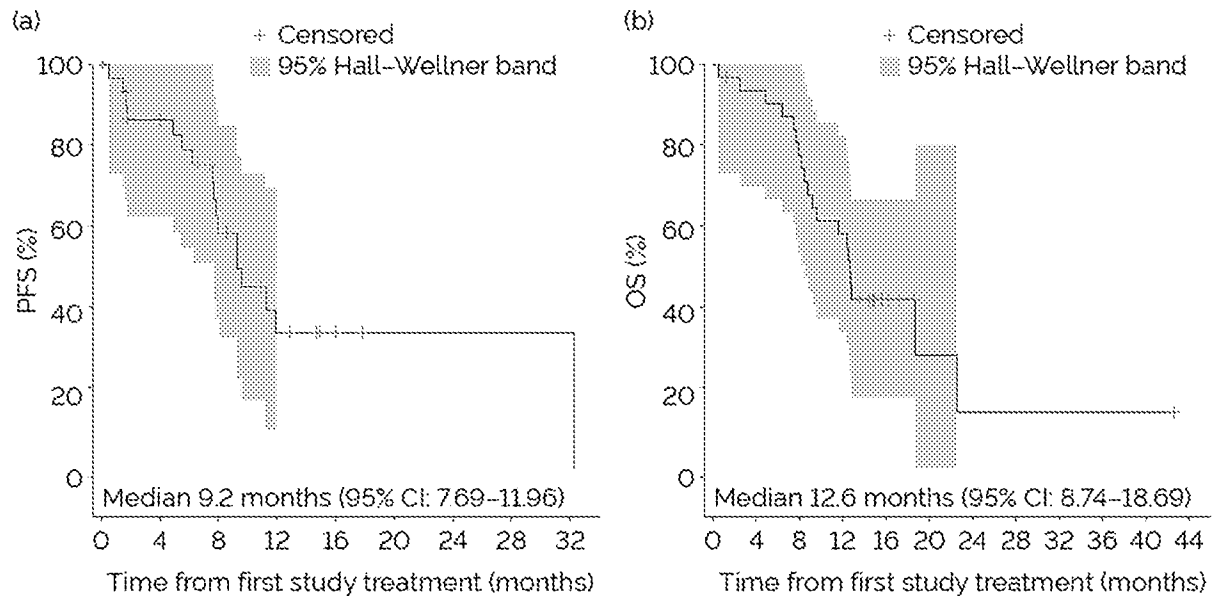 (a)
+ Censored
95% Hall–Wellner band
PFS (%)
100
80
60
40
20
0
Median 9.2 months (95% CI: 7.69–11.96)
0 4 8 12 16 20 24 28 32
Time from first study treatment (months)
(b)
+ Censored
95% Hall–Wellner band
OS (%)
100
80
60
40
20
0
Median 12.6 months (95% CI: 8.74–18.69)
0 4 8 12 16 20 24 28 32 36 40 44
Time from first study treatment (months)